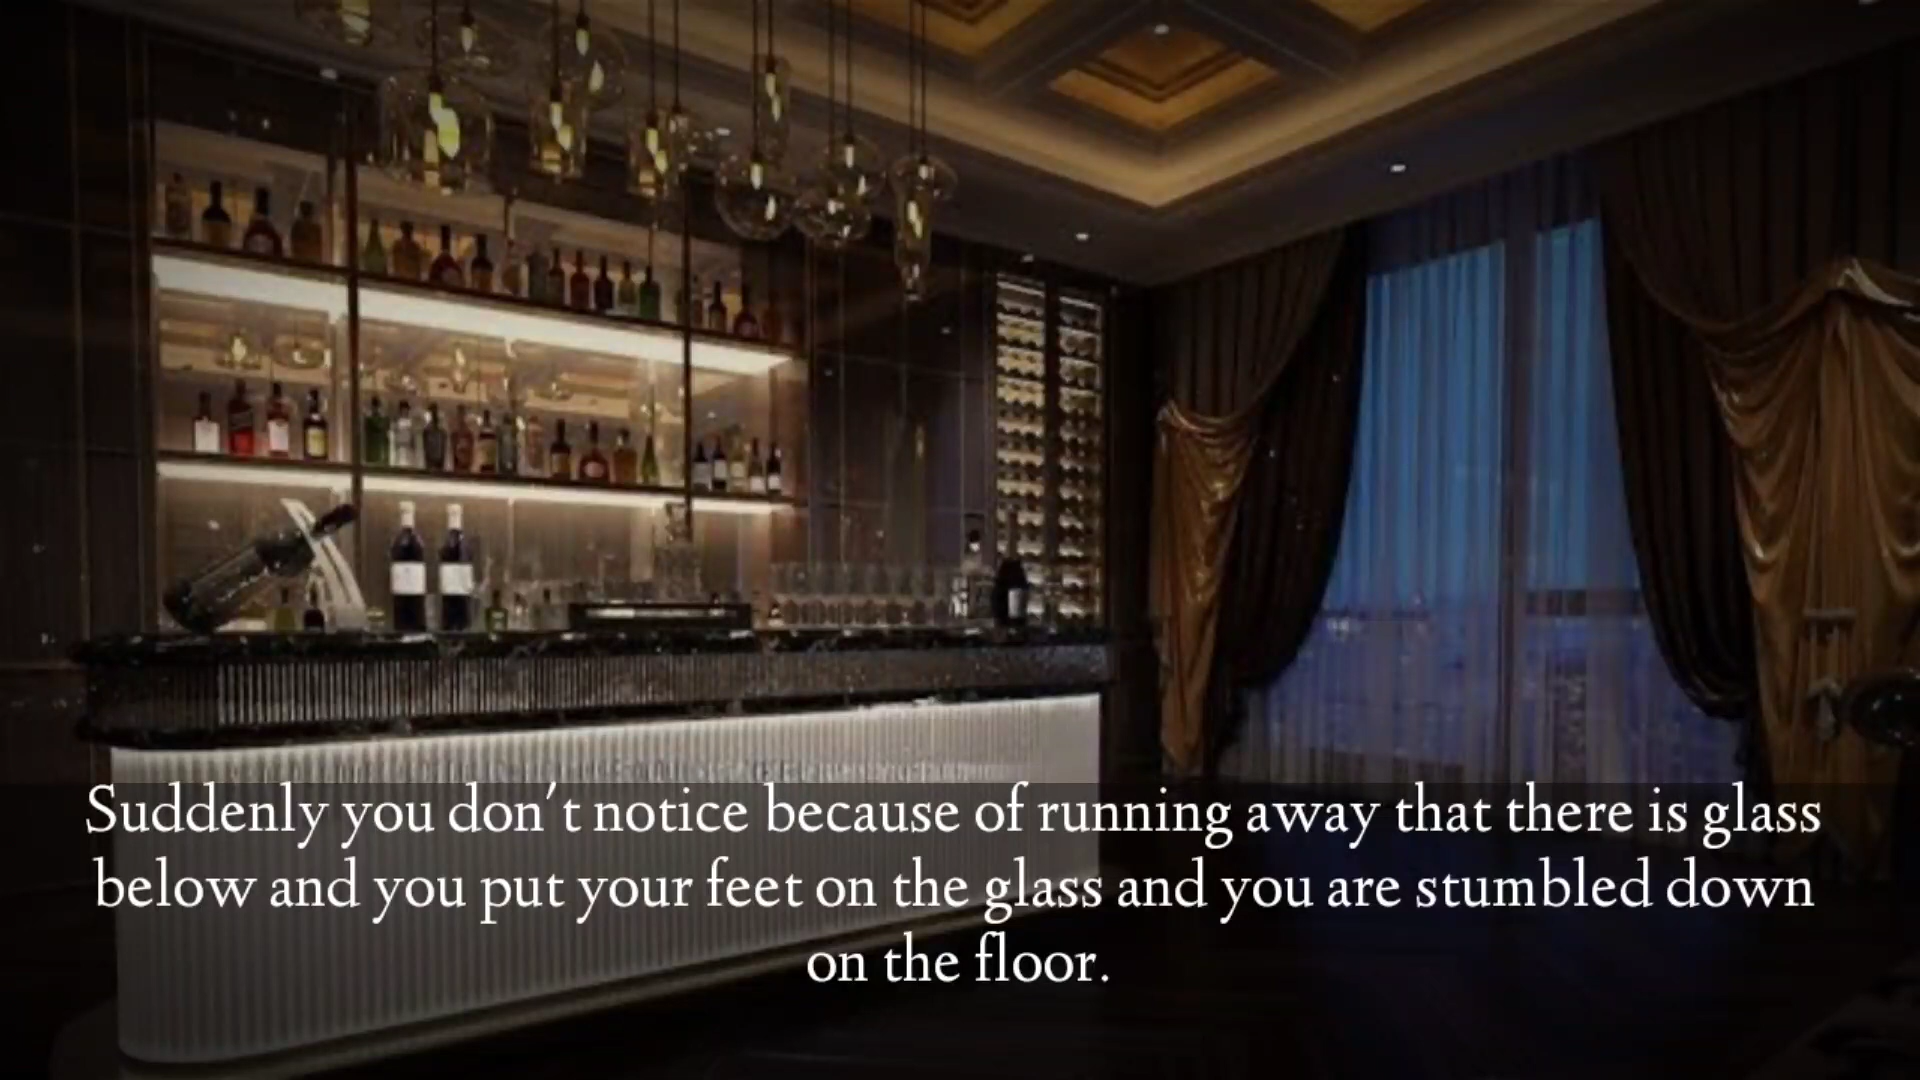 Suddenly you don't notice because of running away that there is glass
below and you put your feet on the glass and you are stumbled down
on the floor.